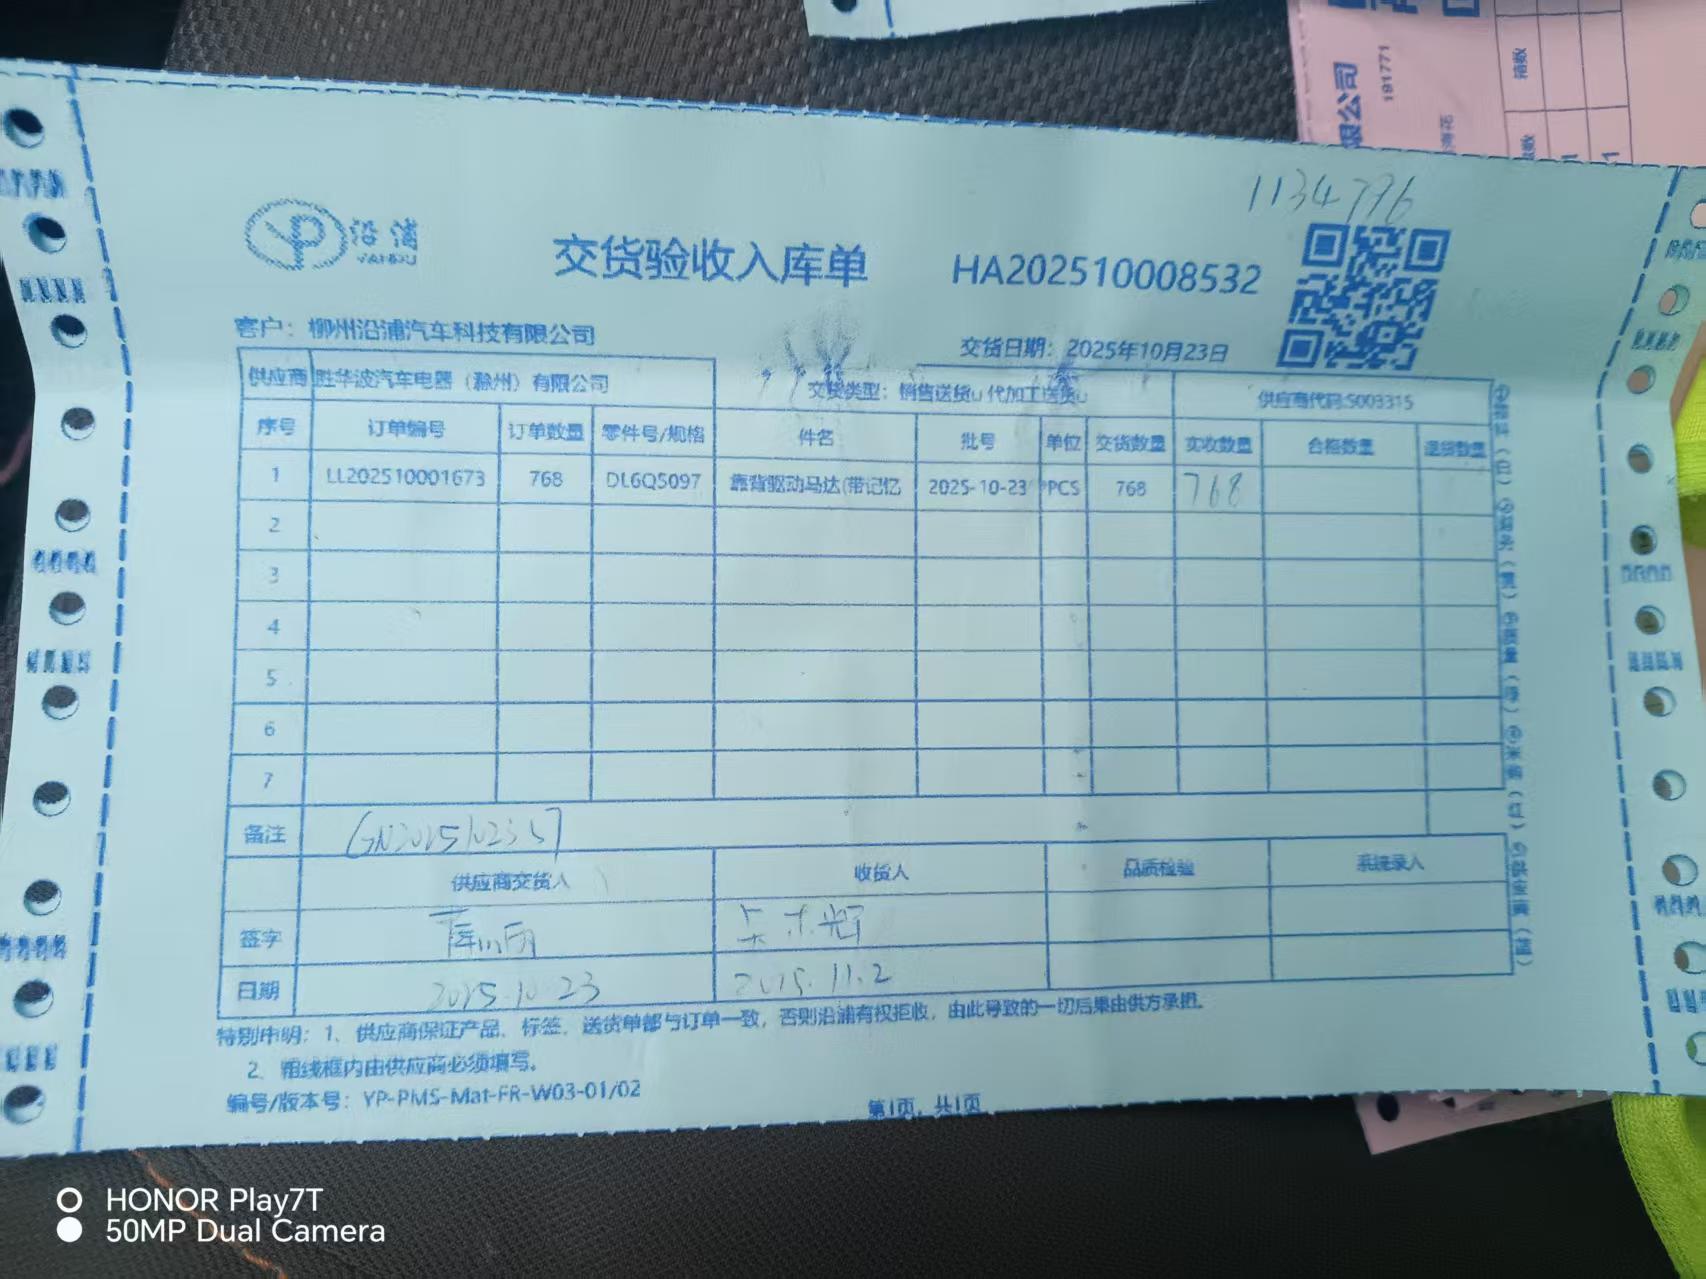 限公司
191771
箱数
1134796
沿浦
YANPU
交货验收入库单
HA202510008532
客户：柳州沿浦汽车科技有限公司
交货日期：2025年10月23日
供应商 胜华波汽车电器（滁州）有限公司 交货类型：销售送货u 代加工送货u 供应商代码:S003315
序号 订单编号 订单数量 零件号/规格 件名 批号 单位 交货数量 实收数量 合格数量 退货数量
1 LL202510001673 768 DL6Q5097 靠背驱动马达(带记忆 2025-10-23 PCS 768 768
2
3
4
5
6
7
备注 GN2025102357
供应商交货人 收货人 品质检验 系统录入
签字
日期 2025.10.23 2015.11.2
特别申明：1、供应商保证产品、标签、送货单都与订单一致，否则沿浦有权拒收，由此导致的一切后果由供方承担。
2、粗线框内由供应商必须填写。
编号/版本号：YP-PMS-Mat-FR-W03-01/02
第1页，共1页
HONOR Play7T
50MP Dual Camera